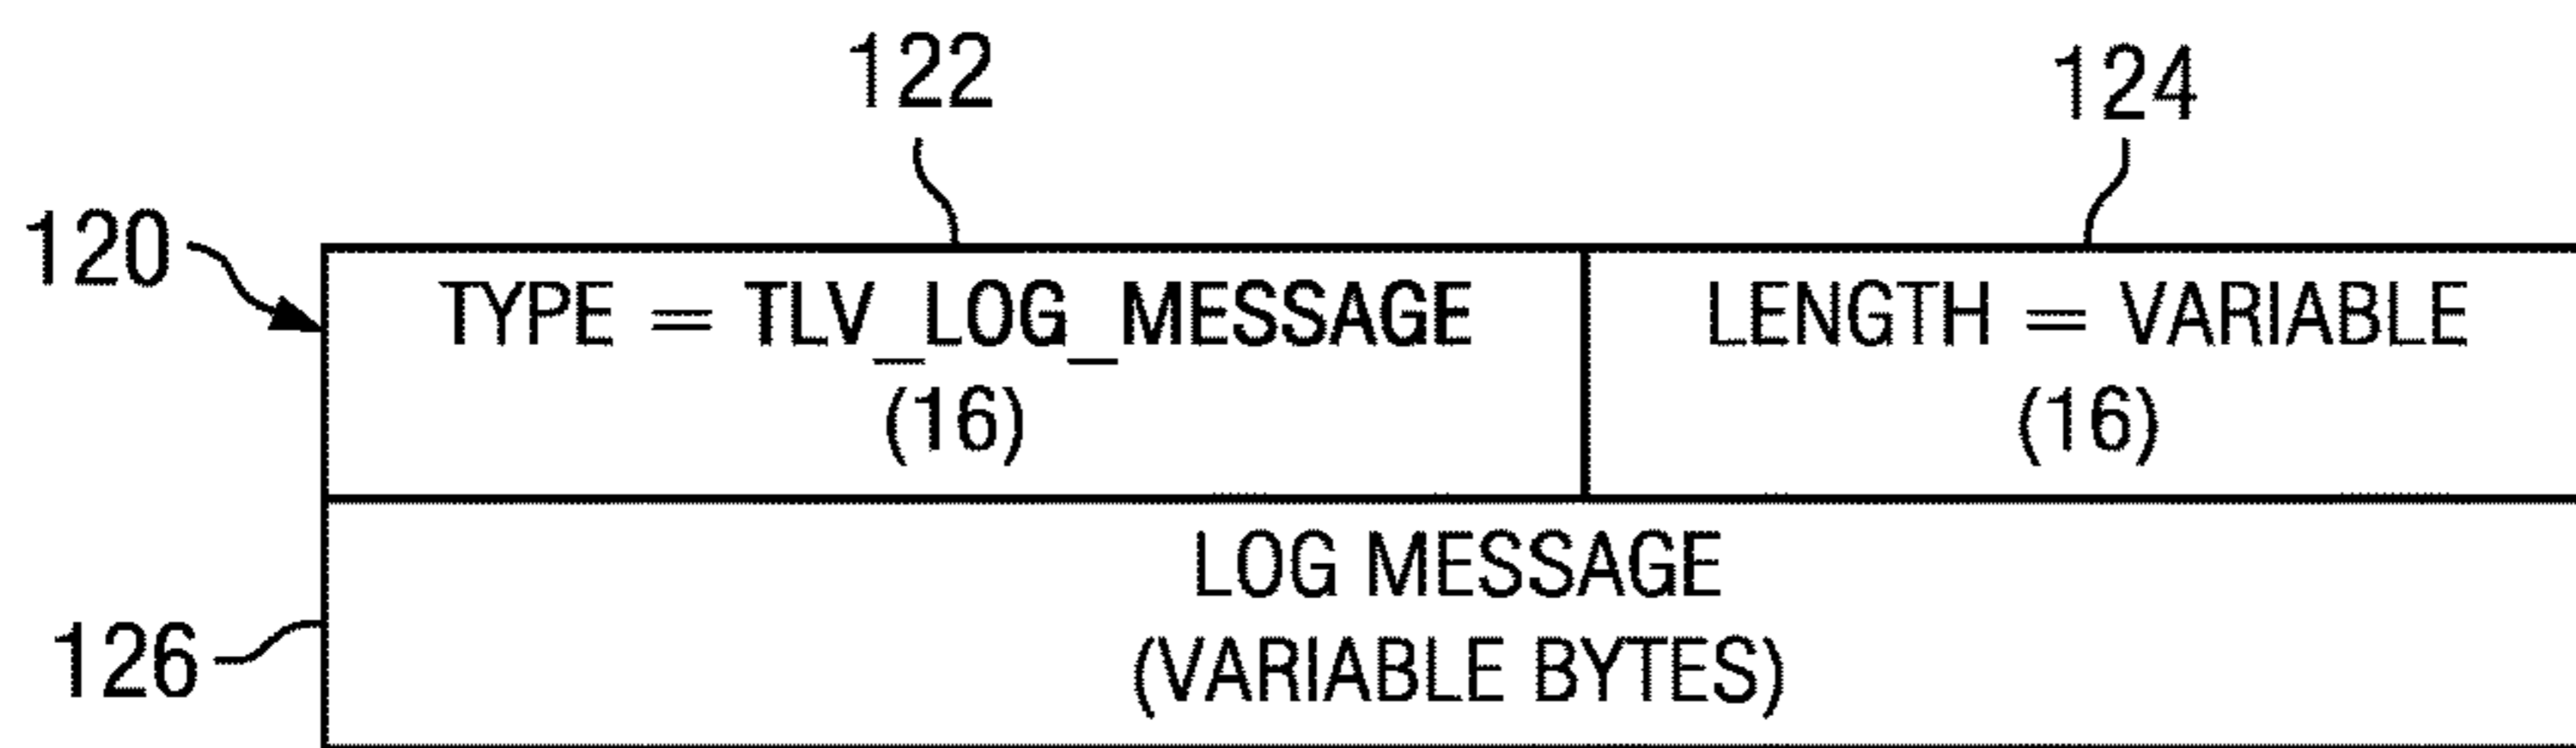 122
124
120
TYPE = TLV_LOG_MESSAGE
(16)
LENGTH = VARIABLE
(16)
LOG MESSAGE
(VARIABLE BYTES)
126